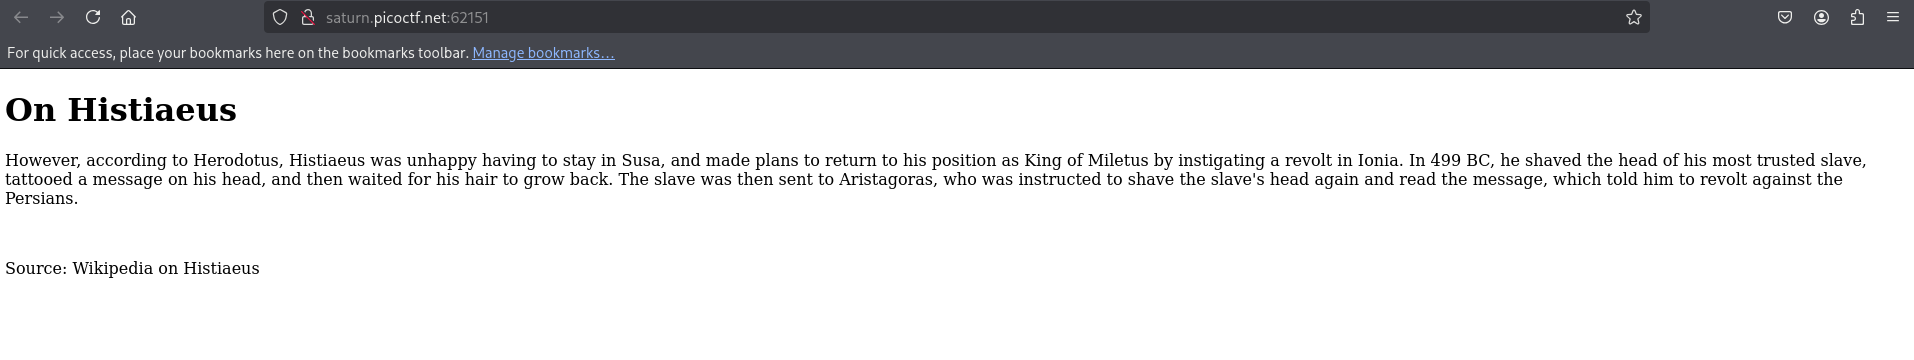 saturn.picoctf.net:62151
For quick access, place your bookmarks here on the bookmarks toolbar. Manage bookmarks...
On Histiaeus
However, according to Herodotus, Histiaeus was unhappy having to stay in Susa, and made plans to return to his position as King of Miletus by instigating a revolt in Ionia. In 499 BC, he shaved the head of his most trusted slave,
tattooed a message on his head, and then waited for his hair to grow back. The slave was then sent to Aristagoras, who was instructed to shave the slave's head again and read the message, which told him to revolt against the
Persians.
Source: Wikipedia on Histiaeus